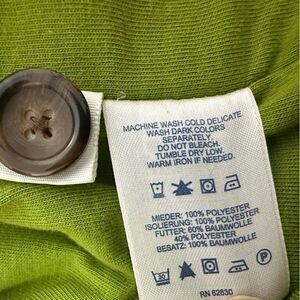 MACHINE WASH COLD DELICATE
WASH DARK COLORS
SEPARATELY.
DO NOT BLEACH.
TUMBLE DRY LOW.
WARM IRON IF NEEDED.
MIEDER: 100% POLYESTER
ISOLIERUNG: 100% POLYESTER
FUTTER: 60% BAUMWOLLE
40% POLYESTER
BESATZ: 100% BAUMWOLLE
30
RN 62830